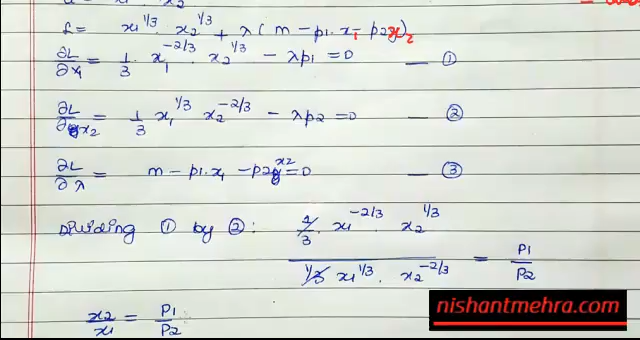 L = x1^1/3 . x2^1/3 + λ (m - p1.x1 - p2x2)
∂L/∂x1 = 1/3 . x1^-2/3 . x2^1/3 - λp1 = 0 — ①
∂L/∂x2 = 1/3 x1^1/3 x2^-2/3 - λp2 = 0 — ②
∂L/∂λ = m - p1.x1 - p2x2 = 0 — ③
Dividing ① by ② : 1/3 . x1^-2/3 . x2^1/3 / 1/3 x1^1/3 . x2^-2/3 = P1/P2
x2/x1 = P1/P2
nishantmehra.com